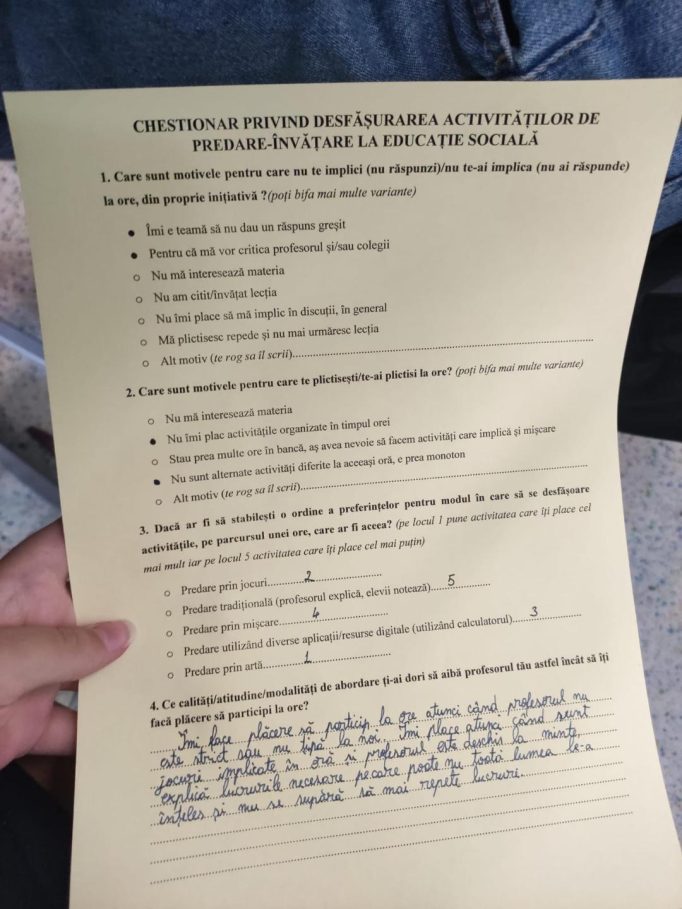 CHESTIONAR PRIVIND DESFĂȘURAREA ACTIVITĂȚILOR DE
PREDARE-ÎNVĂȚARE LA EDUCAȚIE SOCIALĂ
1. Care sunt motivele pentru care nu te implici (nu răspunzi)/nu te-ai implica (nu ai răspunde)
la ore, din proprie inițiativă ?(poți bifa mai multe variante)
Îmi e teamă să nu dau un răspuns greșit
Pentru că mă vor critica profesorul și/sau colegii
Nu mă interesează materia
Nu am citit/învățat lecția
Nu îmi place să mă implic în discuții, în general
Mă plictisesc repede și nu mai urmăresc lecția
Alt motiv (te rog sa îl scrii)
2. Care sunt motivele pentru care te plictisești/te-ai plictisi la ore? (poți bifa mai multe variante)
Nu mă interesează materia
Nu îmi plac activitățile organizate în timpul orei
Stau prea multe ore în bancă, aș avea nevoie să facem activități care implică și mișcare
Nu sunt alternate activități diferite la aceeași oră, e prea monoton
Alt motiv (te rog sa îl scrii)
3. Dacă ar fi să stabilești o ordine a preferințelor pentru modul în care să se desfășoare
activitățile, pe parcursul unei ore, care ar fi aceea? (pe locul 1 pune activitatea care îți place cel
mai mult iar pe locul 5 activitatea care îți place cel mai puțin)
Predare prin jocuri 2
Predare tradițională (profesorul explică, elevii notează) 5
Predare prin mișcare 4
Predare utilizând diverse aplicații/resurse digitale (utilizând calculatorul) 3
Predare prin artă 1
4. Ce calități/atitudine/modalități de abordare ți-ai dori să aibă profesorul tău astfel încât să îți
facă plăcere să participi la ore?
Îmi face plăcere să particip la ore atunci când profesorul nu
este strict sau nu țipă la noi. Îmi place atunci când sunt
jocuri implicate în oră și profesorul este deschis la minte,
explică lucrurile necesare pe care poate nu toată lumea le-a
înțeles și nu se supără să mai repete lucruri.